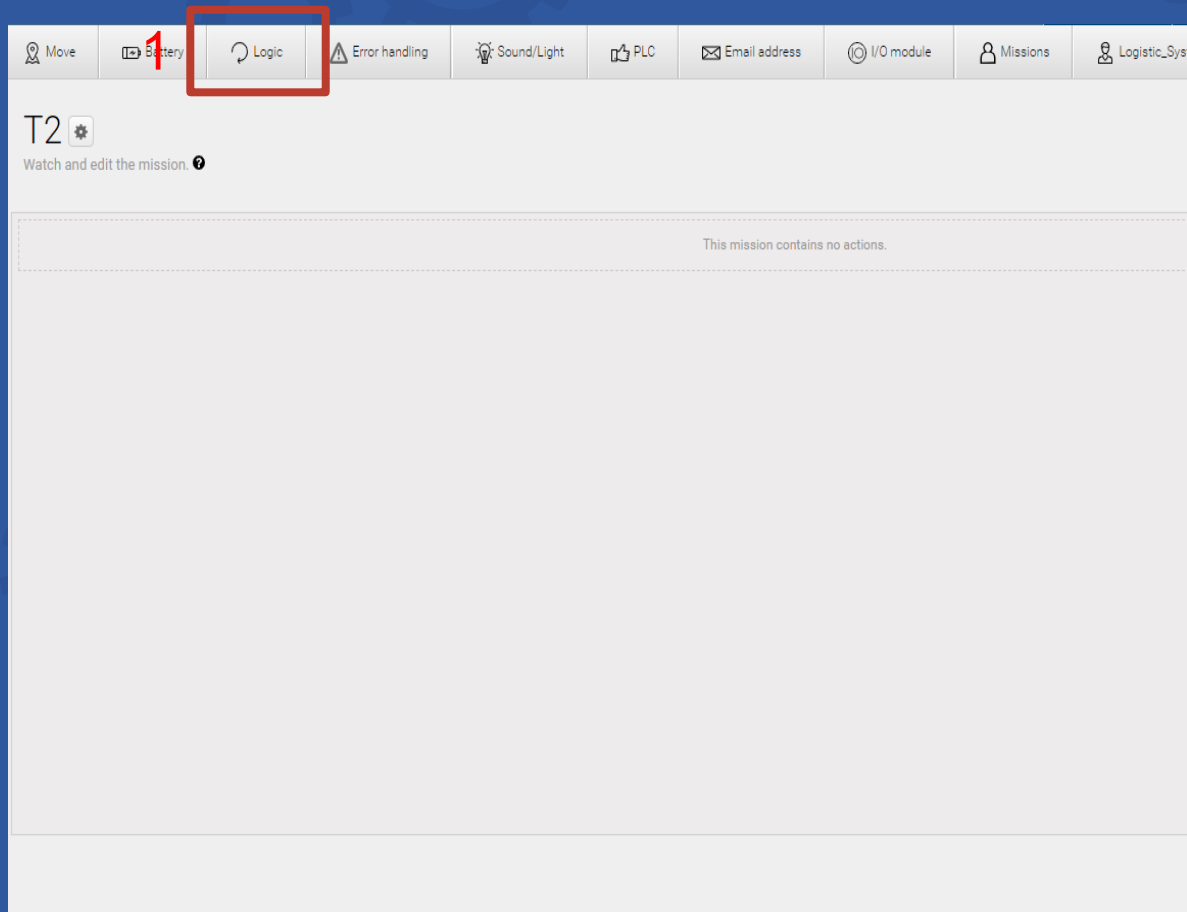 Move Battery Logic Error handling Sound/Light PLC Email address I/O module Missions Logistic_Sys
1
T2
Watch and edit the mission. ?
This mission contains no actions.